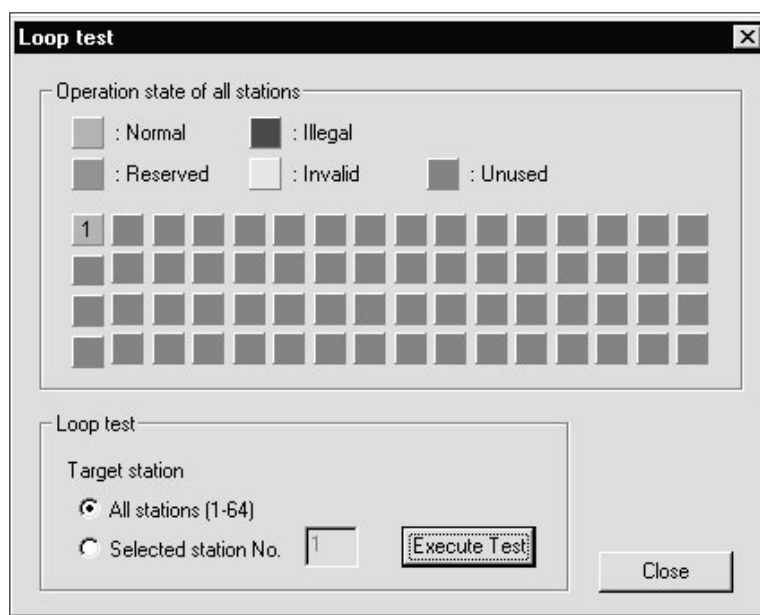 Loop test
Operation state of all stations
: Normal : Illegal
: Reserved : Invalid : Unused
1
Loop test
Target station
All stations (1-64)
Selected station No. 1 Execute Test
Close